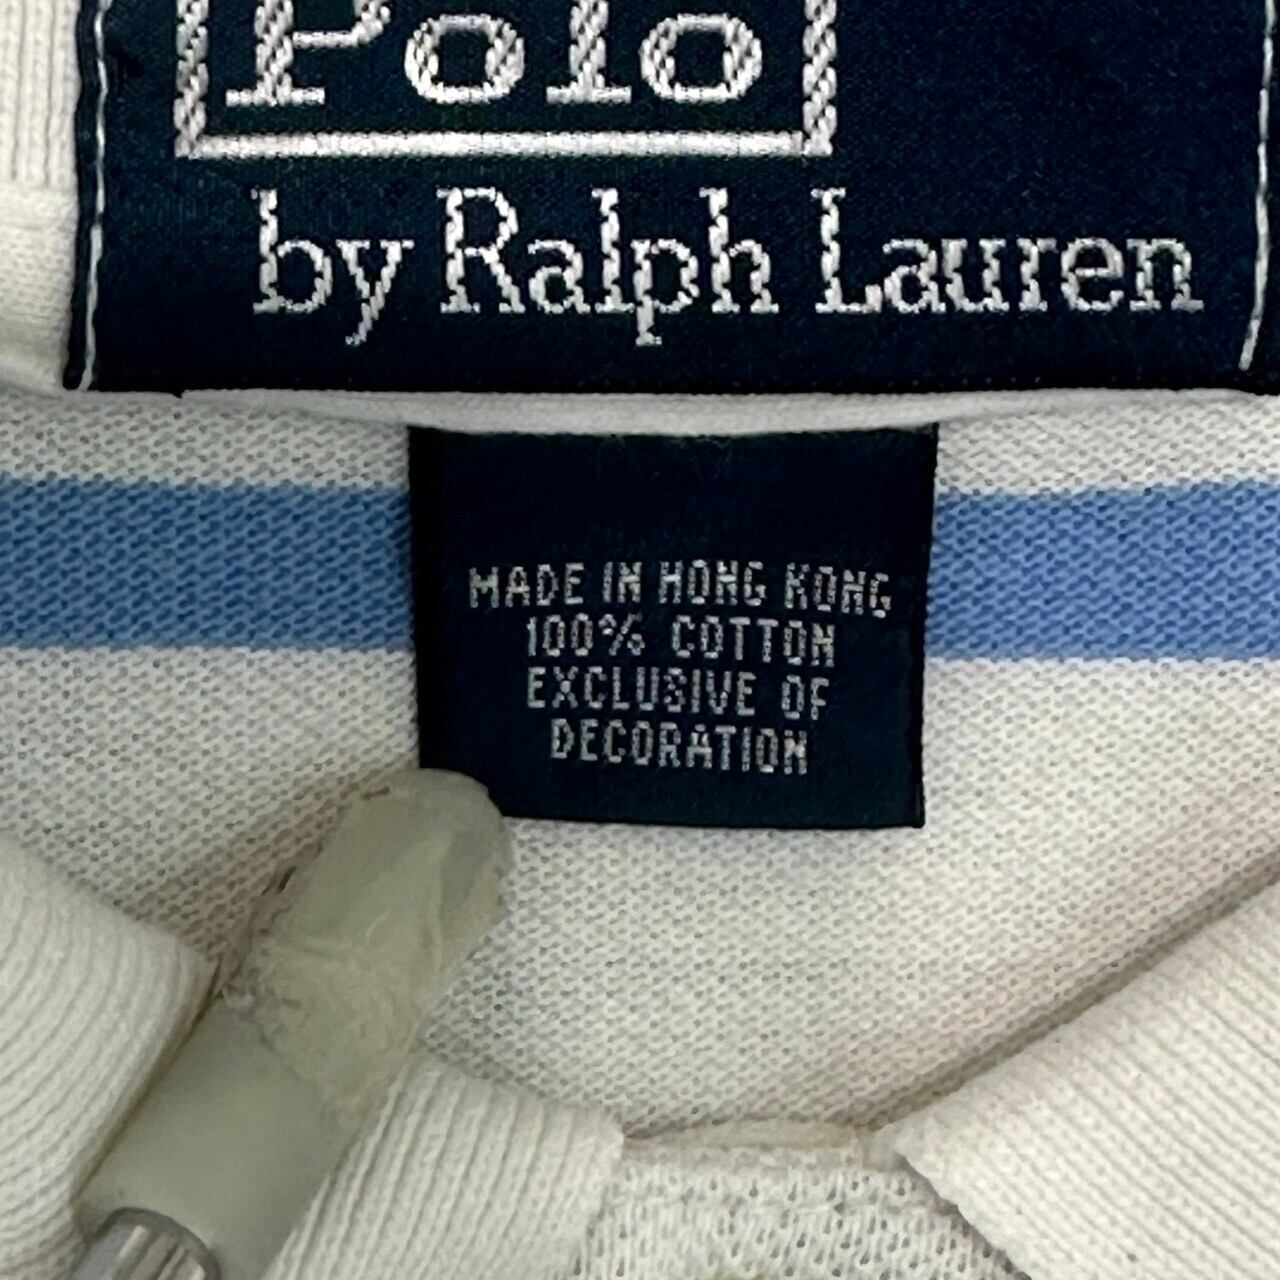 Polo
by Ralph Lauren
MADE IN HONG KONG
100% COTTON
EXCLUSIVE OF
DECORATION